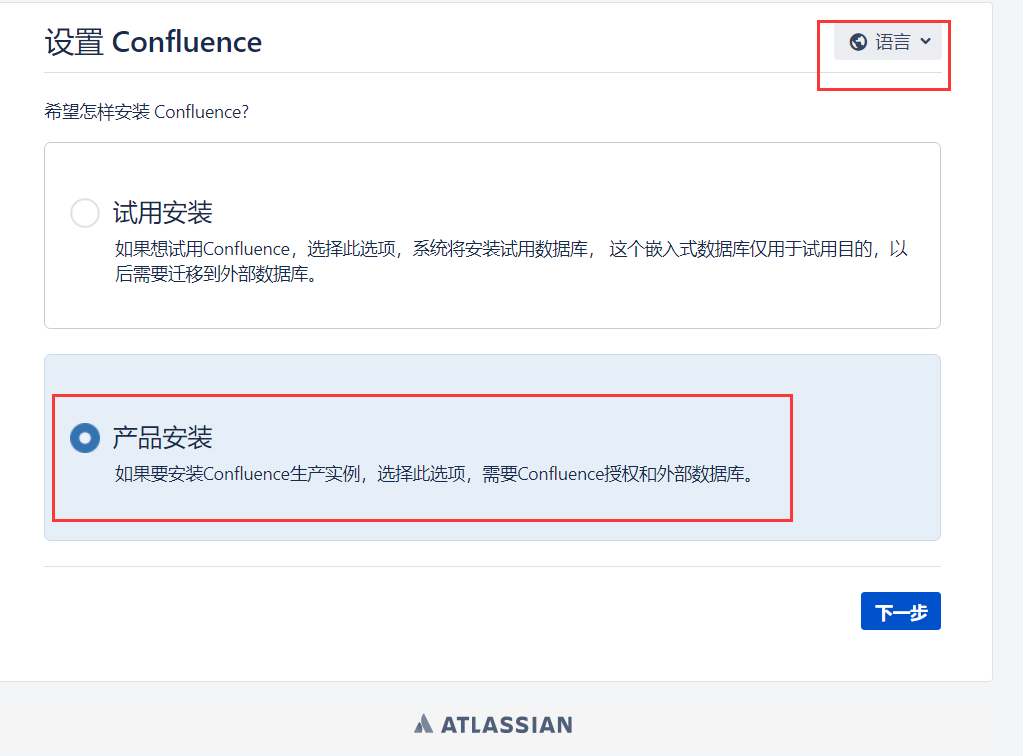 设置 Confluence
语言
希望怎样安装 Confluence?
试用安装
如果想试用Confluence，选择此选项，系统将安装试用数据库， 这个嵌入式数据库仅用于试用目的，以
后需要迁移到外部数据库。
产品安装
如果要安装Confluence生产实例，选择此选项，需要Confluence授权和外部数据库。
下一步
ATLASSIAN